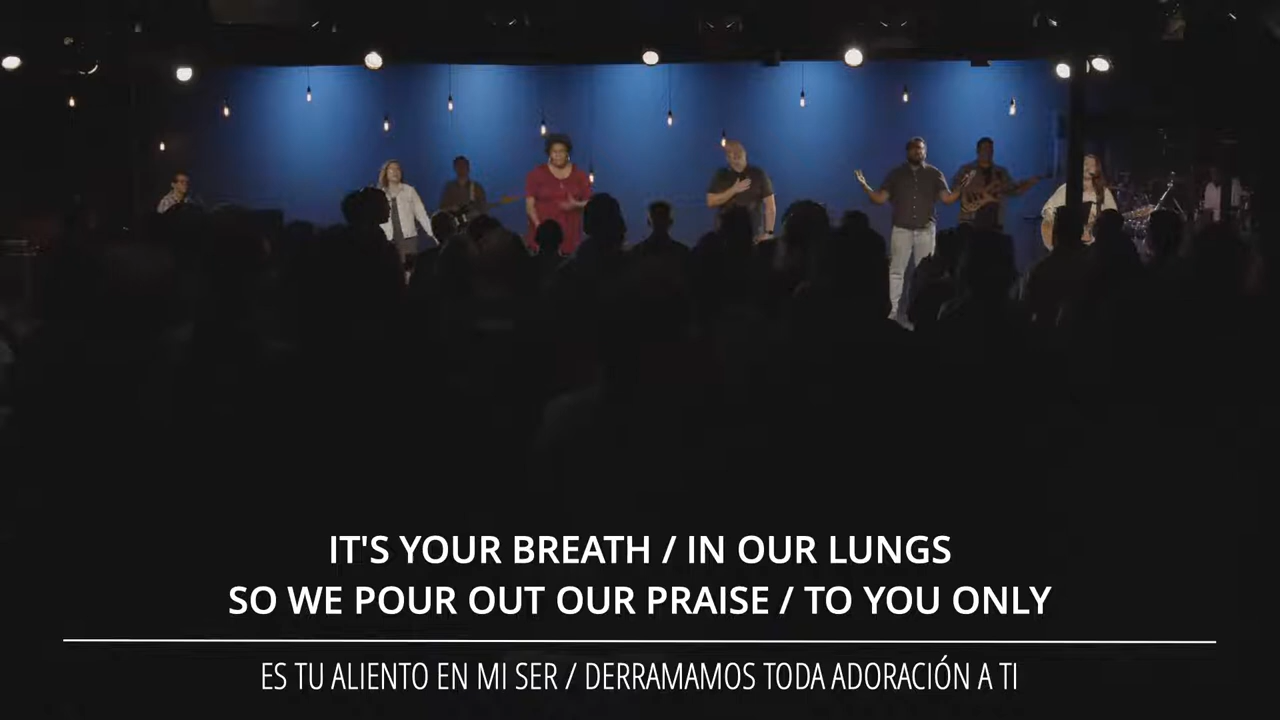 IT'S YOUR BREATH / IN OUR LUNGS
SO WE POUR OUT OUR PRAISE / TO YOU ONLY
ES TU ALIENTO EN MI SER / DERRAMAMOS TODA ADORACIÓN A TI